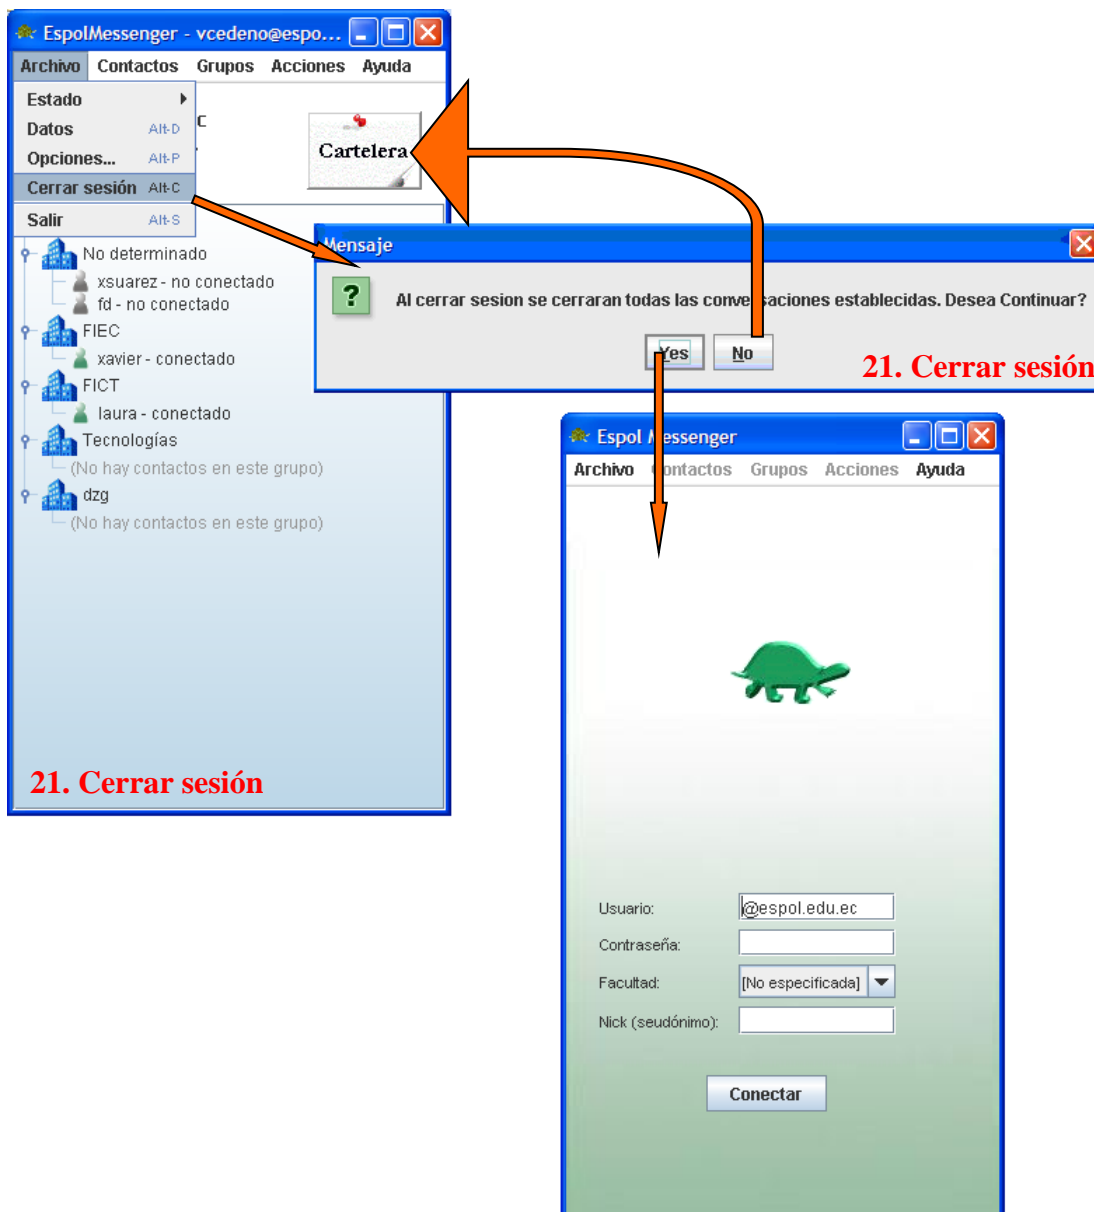 EspolMessenger - vcedeno@espo...
Archivo Contactos Grupos Acciones Ayuda
Estado
Datos Alt-D
Opciones... Alt-P
Cerrar sesión Alt-C
Salir Alt-S
C
Cartelera
No determinado
xsuarez - no conectado
fd - no conectado
FIEC
xavier - conectado
FICT
laura - conectado
Tecnologías
(No hay contactos en este grupo)
dzg
(No hay contactos en este grupo)
21. Cerrar sesión
Mensaje
Al cerrar sesion se cerraran todas las conversaciones establecidas. Desea Continuar?
Yes No
21. Cerrar sesión
Espol Messenger
Archivo Contactos Grupos Acciones Ayuda
Usuario: @espol.edu.ec
Contraseña:
Facultad: [No especificada]
Nick (seudónimo):
Conectar